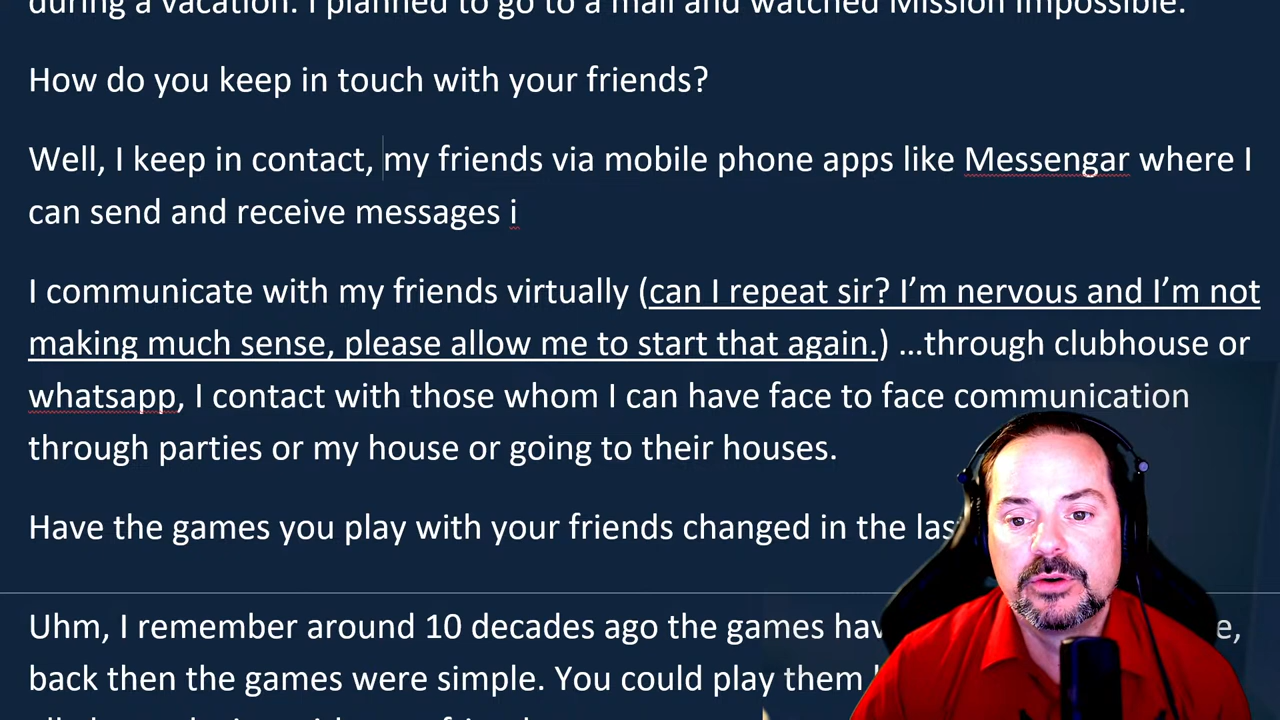 during a vacation. I planned to go to a mall and watched Mission Impossible.
How do you keep in touch with your friends?
Well, I keep in contact, my friends via mobile phone apps like Messengar where I
can send and receive messages i
I communicate with my friends virtually (can I repeat sir? I’m nervous and I’m not
making much sense, please allow me to start that again.) …through clubhouse or
whatsapp, I contact with those whom I can have face to face communication
through parties or my house or going to their houses.
Have the games you play with your friends changed in the las
Uhm, I remember around 10 decades ago the games hav e,
back then the games were simple. You could play them